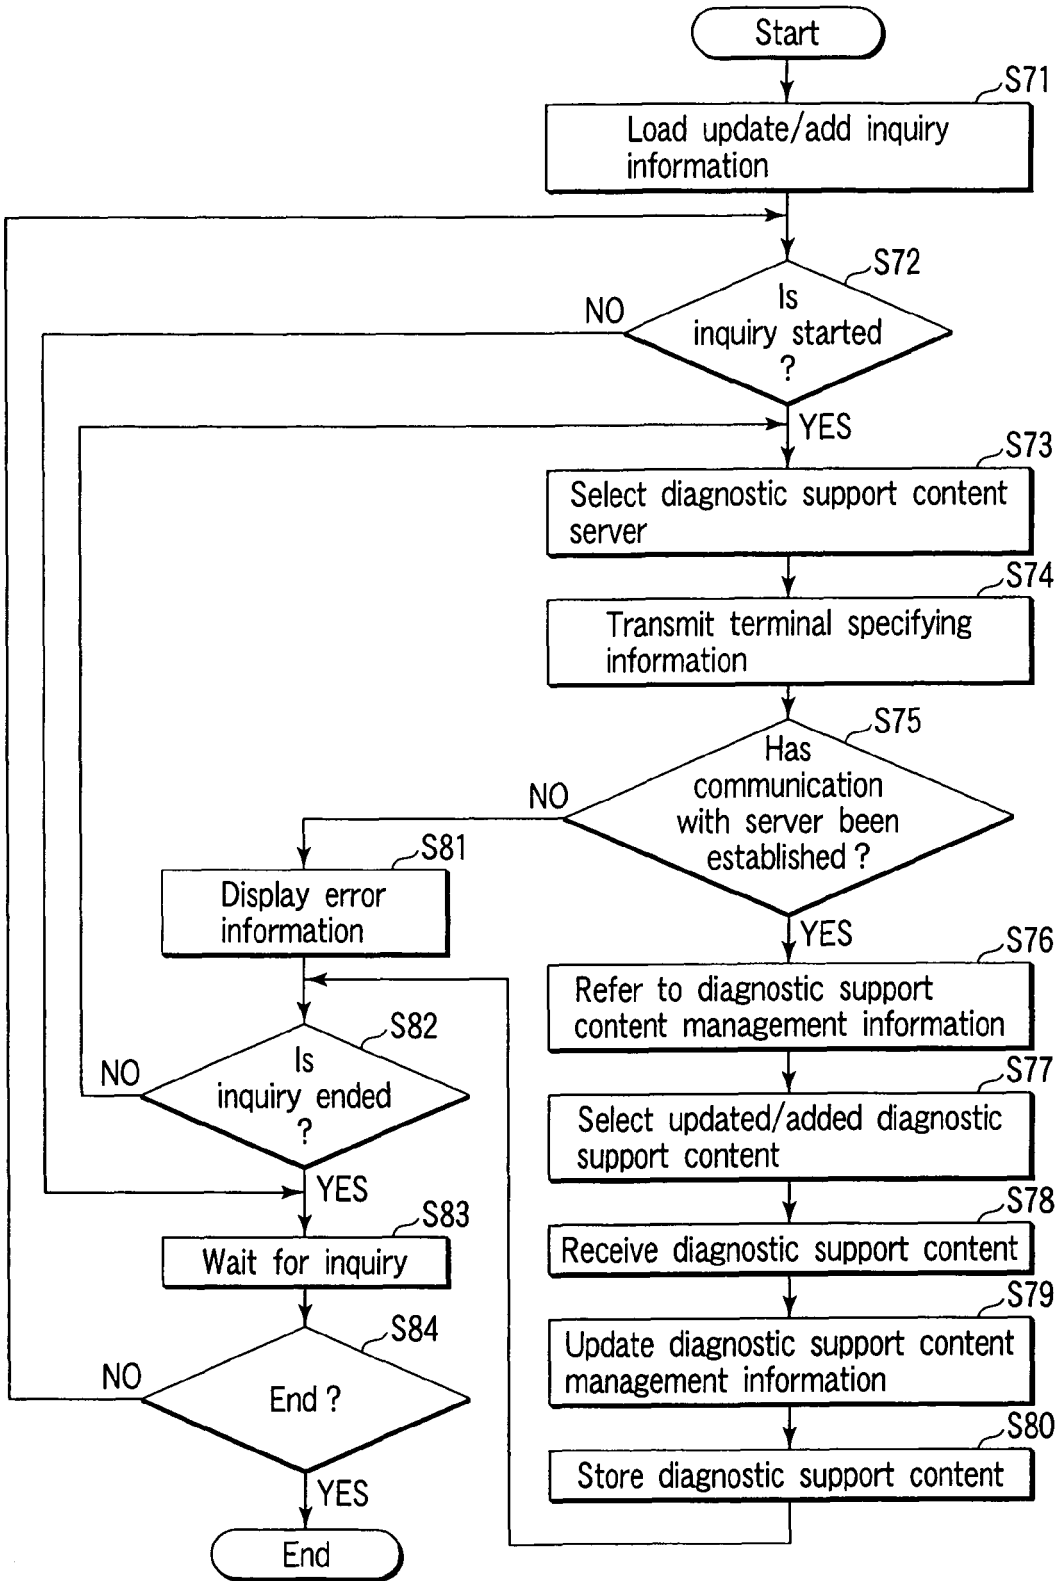 Start
S71
Load update/add inquiry
information
S72
Is
inquiry started
?
NO
YES
S73
Select diagnostic support content
server
S74
Transmit terminal specifying
information
S75
Has
communication
with server been
established ?
NO
YES
S81
Display error
information
S76
Refer to diagnostic support
content management information
S82
Is
inquiry ended
?
NO
YES
S77
Select updated/added diagnostic
support content
S78
Receive diagnostic support content
S83
Wait for inquiry
S79
Update diagnostic support content
management information
S84
End ?
NO
YES
S80
Store diagnostic support content
End